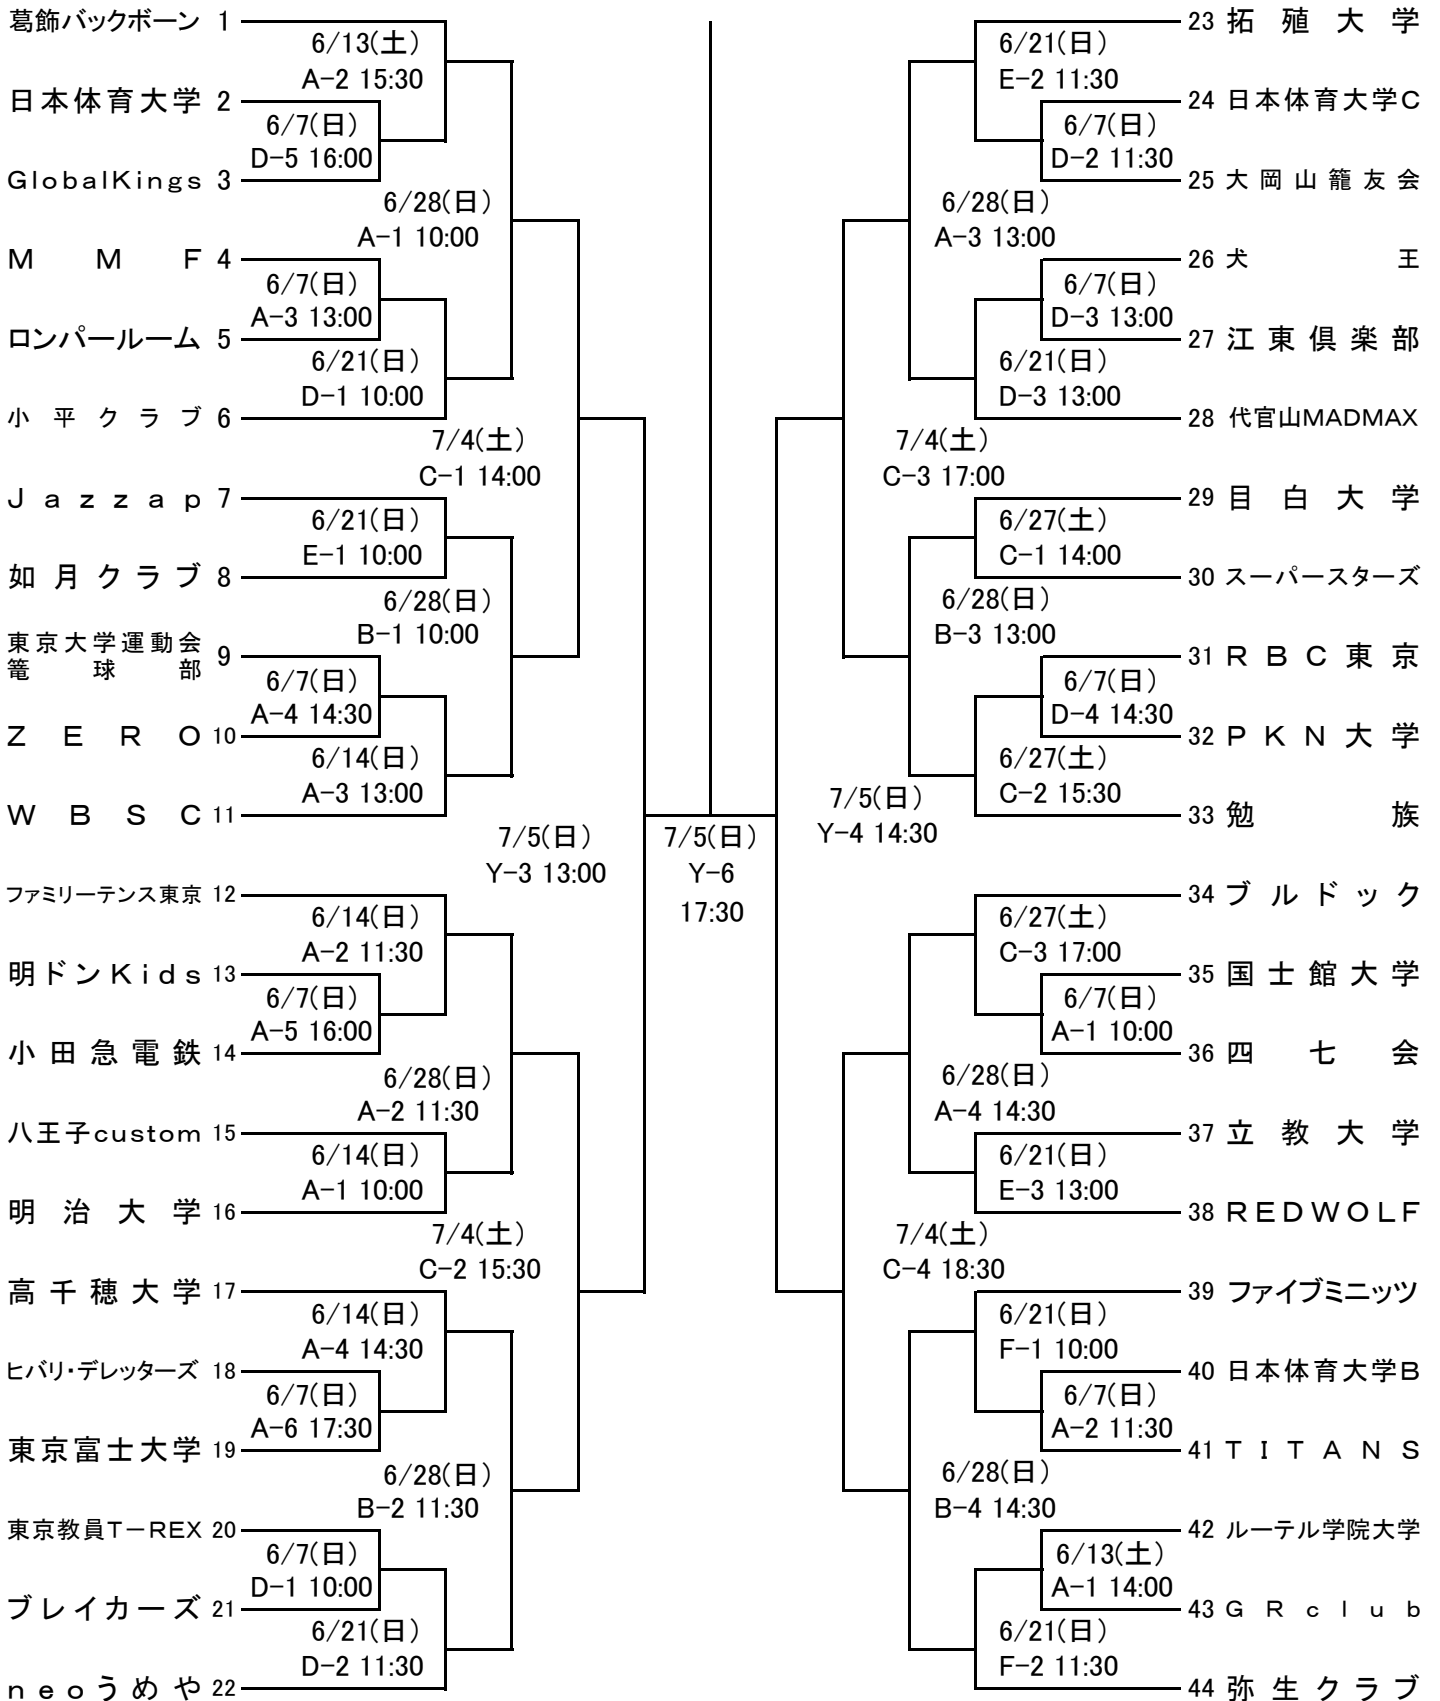 葛飾バックボーン 1
6/13(土)
A-2 15:30
日本体育大学 2
6/7(日)
D-5 16:00
GlobalKings 3
6/28(日)
A-1 10:00
MMF 4
6/7(日)
A-3 13:00
ロンパールーム 5
6/21(日)
D-1 10:00
小平クラブ 6
7/4(土)
C-1 14:00
Jazzap 7
6/21(日)
E-1 10:00
如月クラブ 8
6/28(日)
B-1 10:00
東京大学運動会
篭球部 9
6/7(日)
A-4 14:30
ZERO 10
6/14(日)
A-3 13:00
WBSC 11
7/5(日)
Y-3 13:00
ファミリーテンス東京 12
6/14(日)
A-2 11:30
明ドンKids 13
6/7(日)
A-5 16:00
小田急電鉄 14
6/28(日)
A-2 11:30
八王子custom 15
6/14(日)
A-1 10:00
明治大学 16
7/4(土)
C-2 15:30
高千穂大学 17
6/14(日)
A-4 14:30
ヒバリ・デレッターズ 18
6/7(日)
A-6 17:30
東京富士大学 19
6/28(日)
B-2 11:30
東京教員T-REX 20
6/7(日)
D-1 10:00
ブレイカーズ 21
6/21(日)
D-2 11:30
neoうめや 22
7/5(日)
Y-6
17:30
23 拓殖大学
6/21(日)
E-2 11:30
24 日本体育大学C
6/7(日)
D-2 11:30
25 大岡山籠友会
6/28(日)
A-3 13:00
26 犬王
6/7(日)
D-3 13:00
27 江東倶楽部
6/21(日)
D-3 13:00
28 代官山MADMAX
7/4(土)
C-3 17:00
29 目白大学
6/27(土)
C-1 14:00
30 スーパースターズ
6/28(日)
B-3 13:00
31 RBC東京
6/7(日)
D-4 14:30
32 PKN大学
6/27(土)
C-2 15:30
33 勉族
7/5(日)
Y-4 14:30
34 ブルドック
6/27(土)
C-3 17:00
35 国士館大学
6/7(日)
A-1 10:00
36 四七会
6/28(日)
A-4 14:30
37 立教大学
6/21(日)
E-3 13:00
38 REDWOLF
7/4(土)
C-4 18:30
39 ファイブミニッツ
6/21(日)
F-1 10:00
40 日本体育大学B
6/7(日)
A-2 11:30
41 TITANS
6/28(日)
B-4 14:30
42 ルーテル学院大学
6/13(土)
A-1 14:00
43 GRclub
6/21(日)
F-2 11:30
44 弥生クラブ